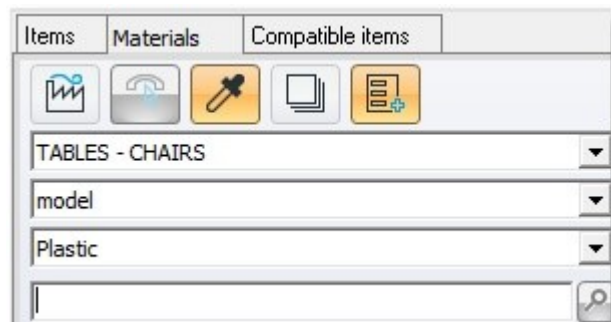 Items Materials Compatible items
TABLES - CHAIRS
model
Plastic